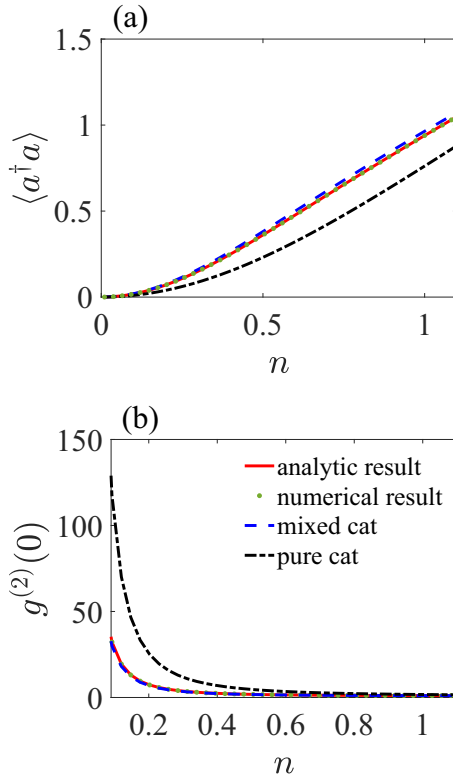 (a)
1.5
1
0.5
0
⟨a†a⟩
0 0.5 1
n
(b)
150
100
50
0
g(2)(0)
analytic result
numerical result
mixed cat
pure cat
0.2 0.4 0.6 0.8 1
n